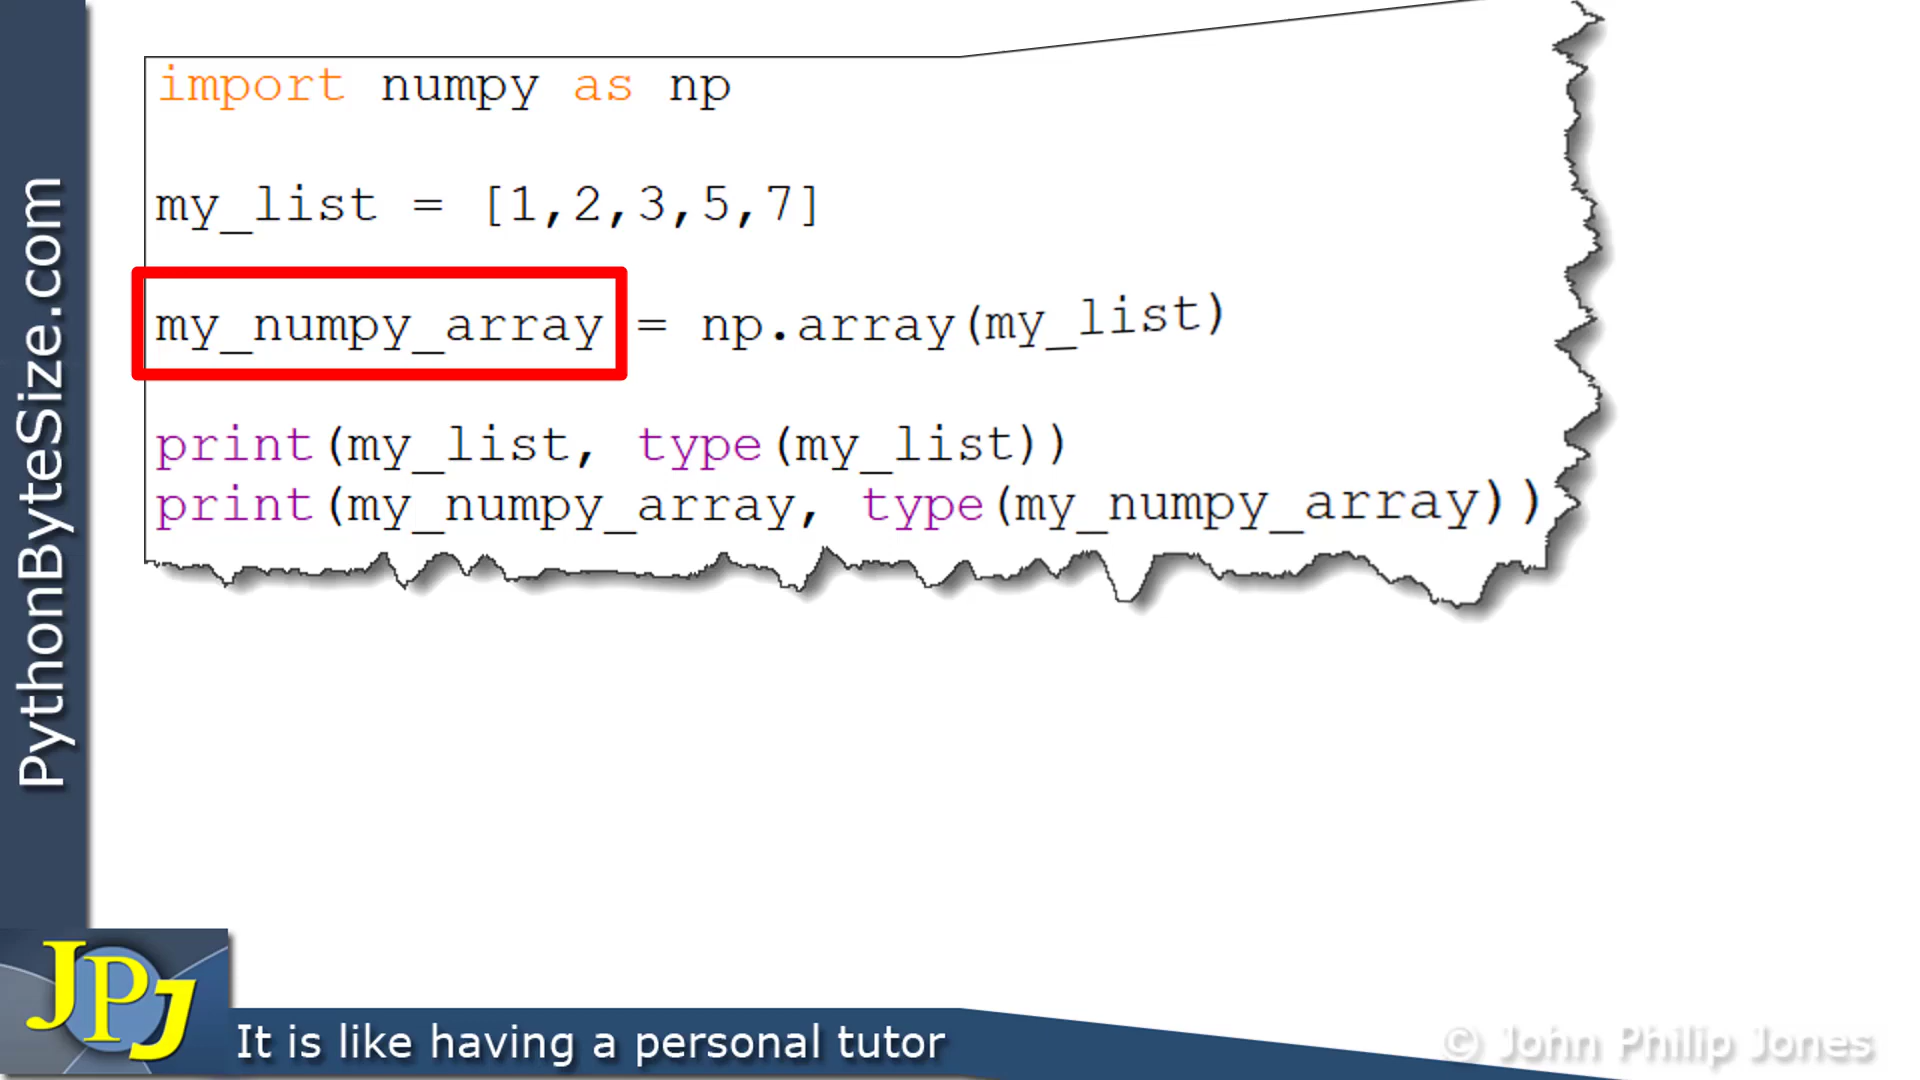 import numpy as np
my_list = [1,2,3,5,7]
my_numpy_array = np.array(my_list)
print(my_list, type(my_list))
print(my_numpy_array, type(my_numpy_array))
PythonByteSize.com
JPJ
It is like having a personal tutor
© John Philip Jones